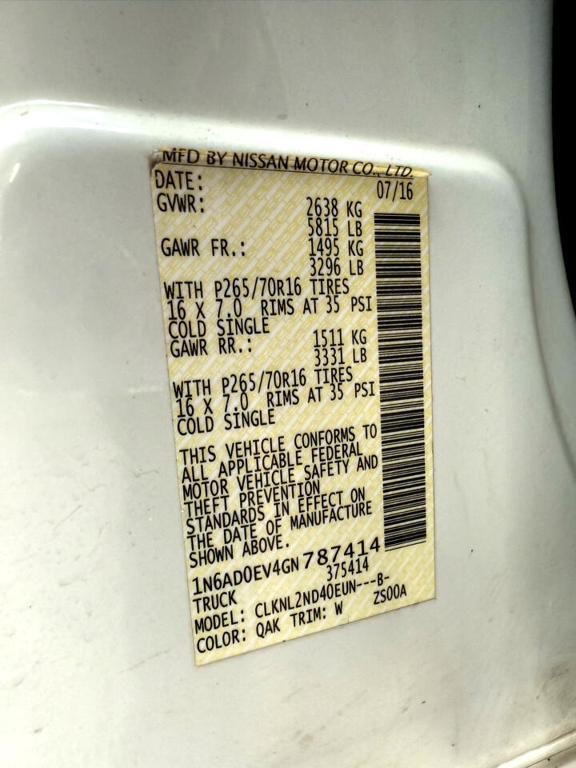 MFD BY NISSAN MOTOR CO., LTD.
DATE: 07/16
GVWR: 2638 KG
5815 LB
GAWR FR.: 1495 KG
3296 LB
WITH P265/70R16 TIRES
16 X 7.0 RIMS AT 35 PSI
COLD SINGLE
GAWR RR.: 1511 KG
3331 LB
WITH P265/70R16 TIRES
16 X 7.0 RIMS AT 35 PSI
COLD SINGLE
THIS VEHICLE CONFORMS TO
ALL APPLICABLE FEDERAL
MOTOR VEHICLE SAFETY AND
THEFT PREVENTION
STANDARDS IN EFFECT ON
THE DATE OF MANUFACTURE
SHOWN ABOVE.
1N6AD0EV4GN787414
TRUCK 375414
MODEL: CLKNL2ND40EUN---B-
COLOR: QAK TRIM: W ZS00A